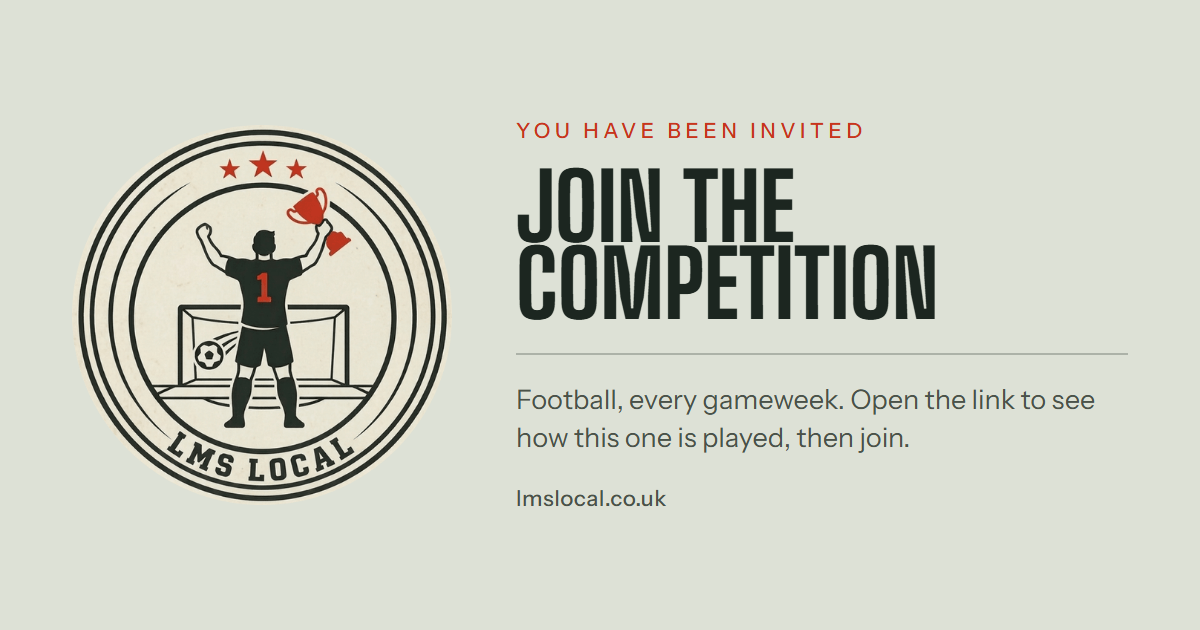 1
LMS LOCAL
YOU HAVE BEEN INVITED
JOIN THE
COMPETITION
Football, every gameweek. Open the link to see
how this one is played, then join.
lmslocal.co.uk